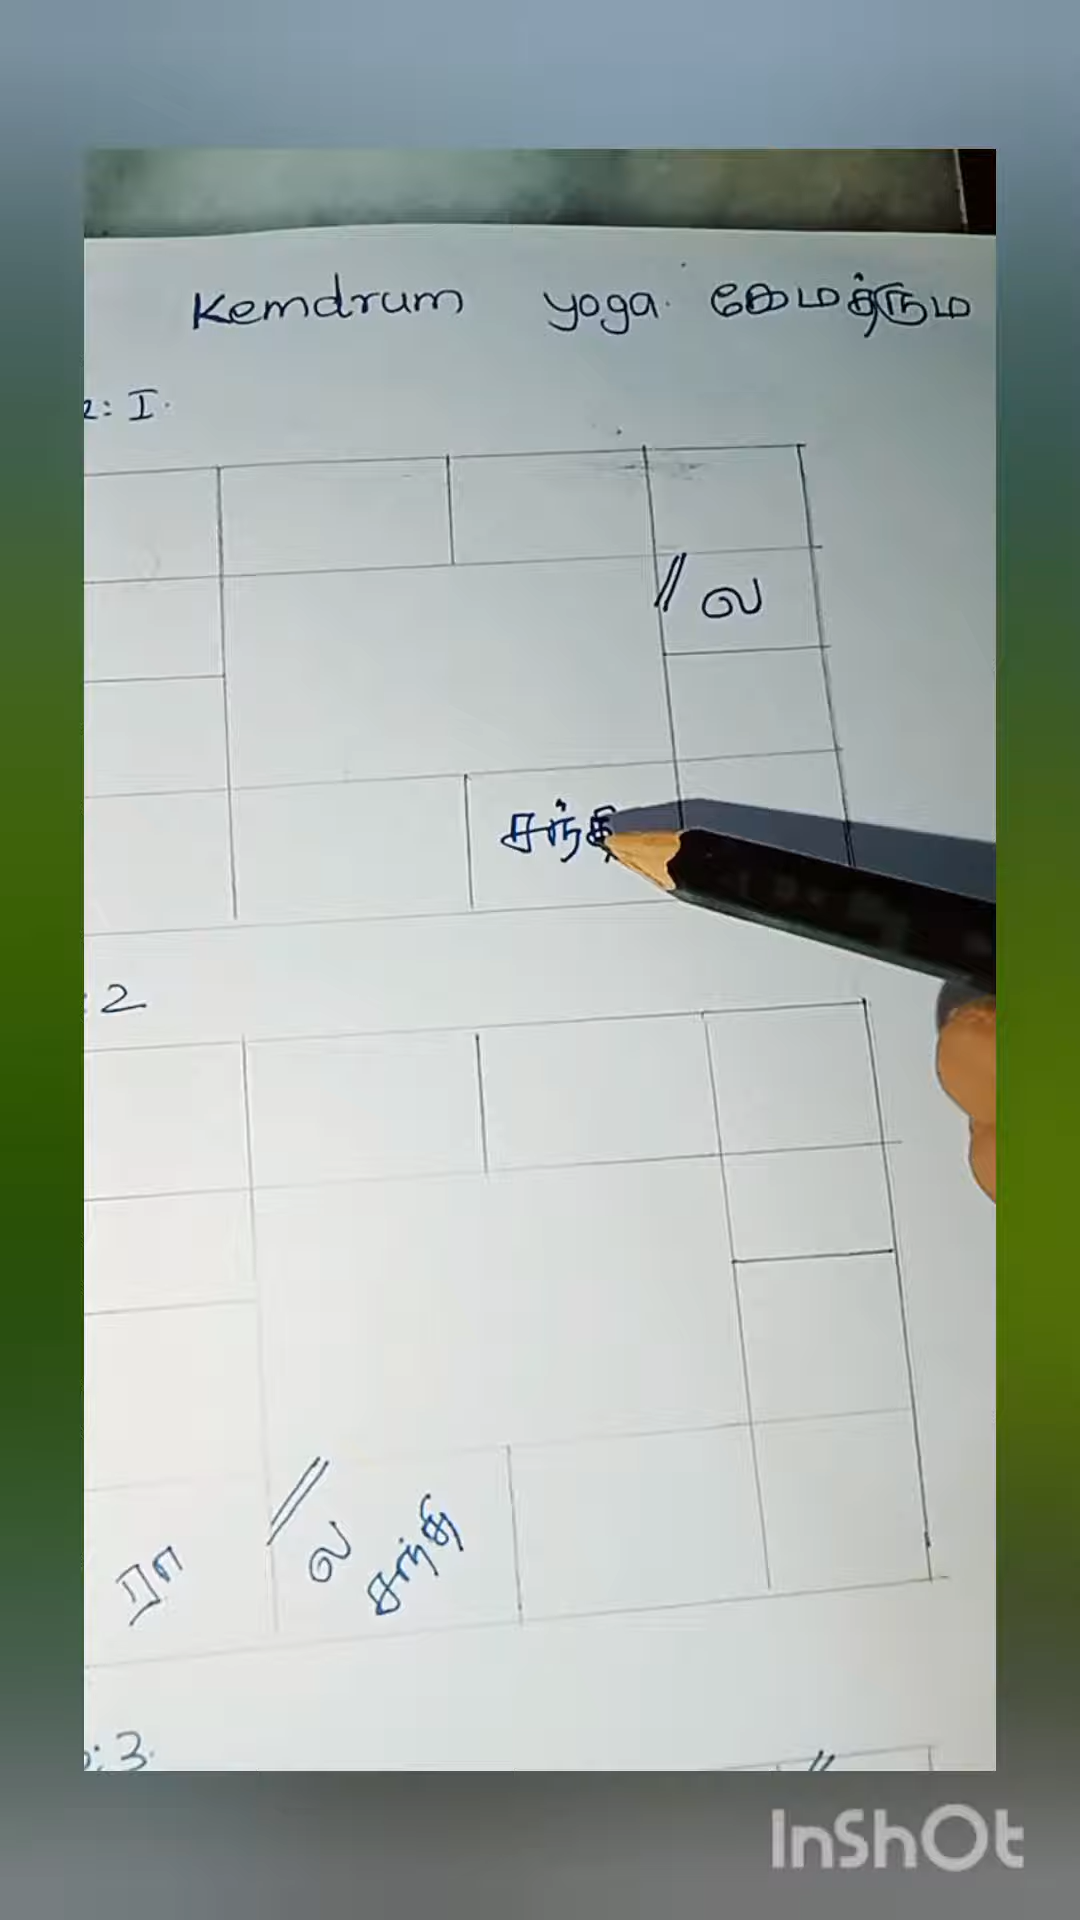 Kemdrum yoga. கேமத்ரும
: I.
// ல
சந்தி
: 2
//
ல சந்தி
ரா
: 3.
//
InShOt